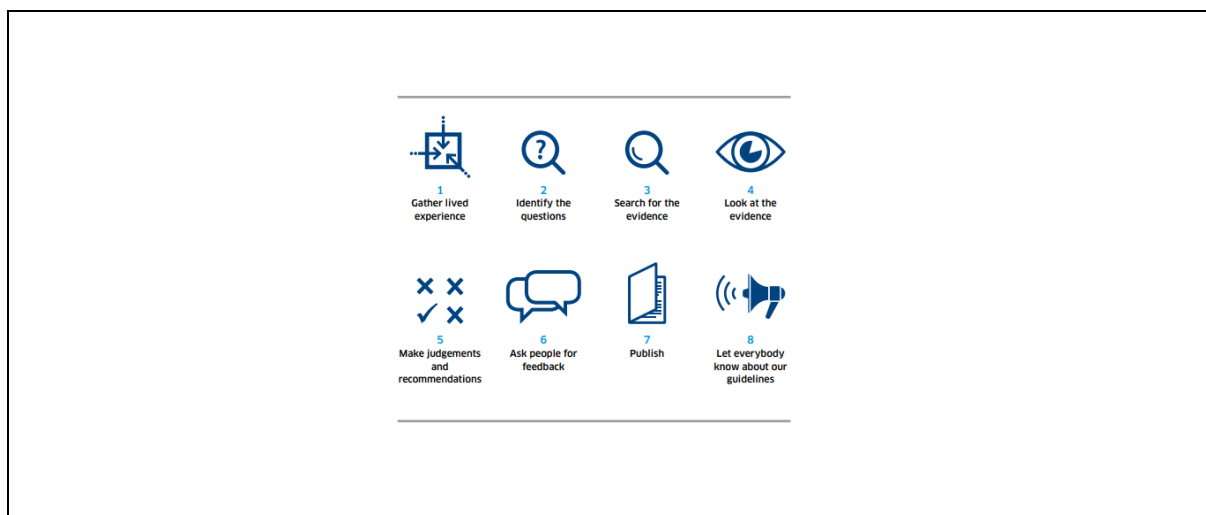 1
Gather lived
experience
2
Identify the
questions
3
Search for the
evidence
4
Look at the
evidence
5
Make judgements
and
recommendations
6
Ask people for
feedback
7
Publish
8
Let everybody
know about our
guidelines